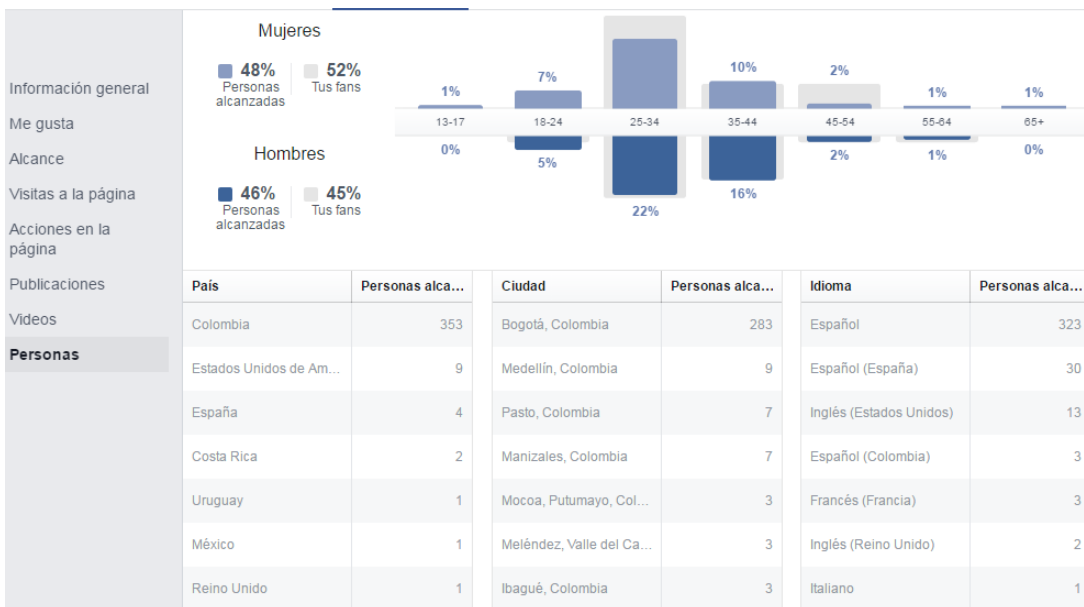 Información general
Me gusta
Alcance
Visitas a la página
Acciones en la
página
Publicaciones
Videos
Personas
Mujeres
48% 52%
Personas Tus fans
alcanzadas
Hombres
46% 45%
Personas Tus fans
alcanzadas
1% 7% 10% 2% 1% 1%
13-17 18-24 25-34 35-44 45-54 55-64 65+
0% 5% 22% 16% 2% 1% 0%
País Personas alca... Ciudad Personas alca... Idioma Personas alca...
Colombia 353 Bogotá, Colombia 283 Español 323
Estados Unidos de Am... 9 Medellín, Colombia 9 Español (España) 30
España 4 Pasto, Colombia 7 Inglés (Estados Unidos) 13
Costa Rica 2 Manizales, Colombia 7 Español (Colombia) 3
Uruguay 1 Mocoa, Putumayo, Col... 3 Francés (Francia) 3
México 1 Meléndez, Valle del Ca... 3 Inglés (Reino Unido) 2
Reino Unido 1 Ibagué, Colombia 3 Italiano 1